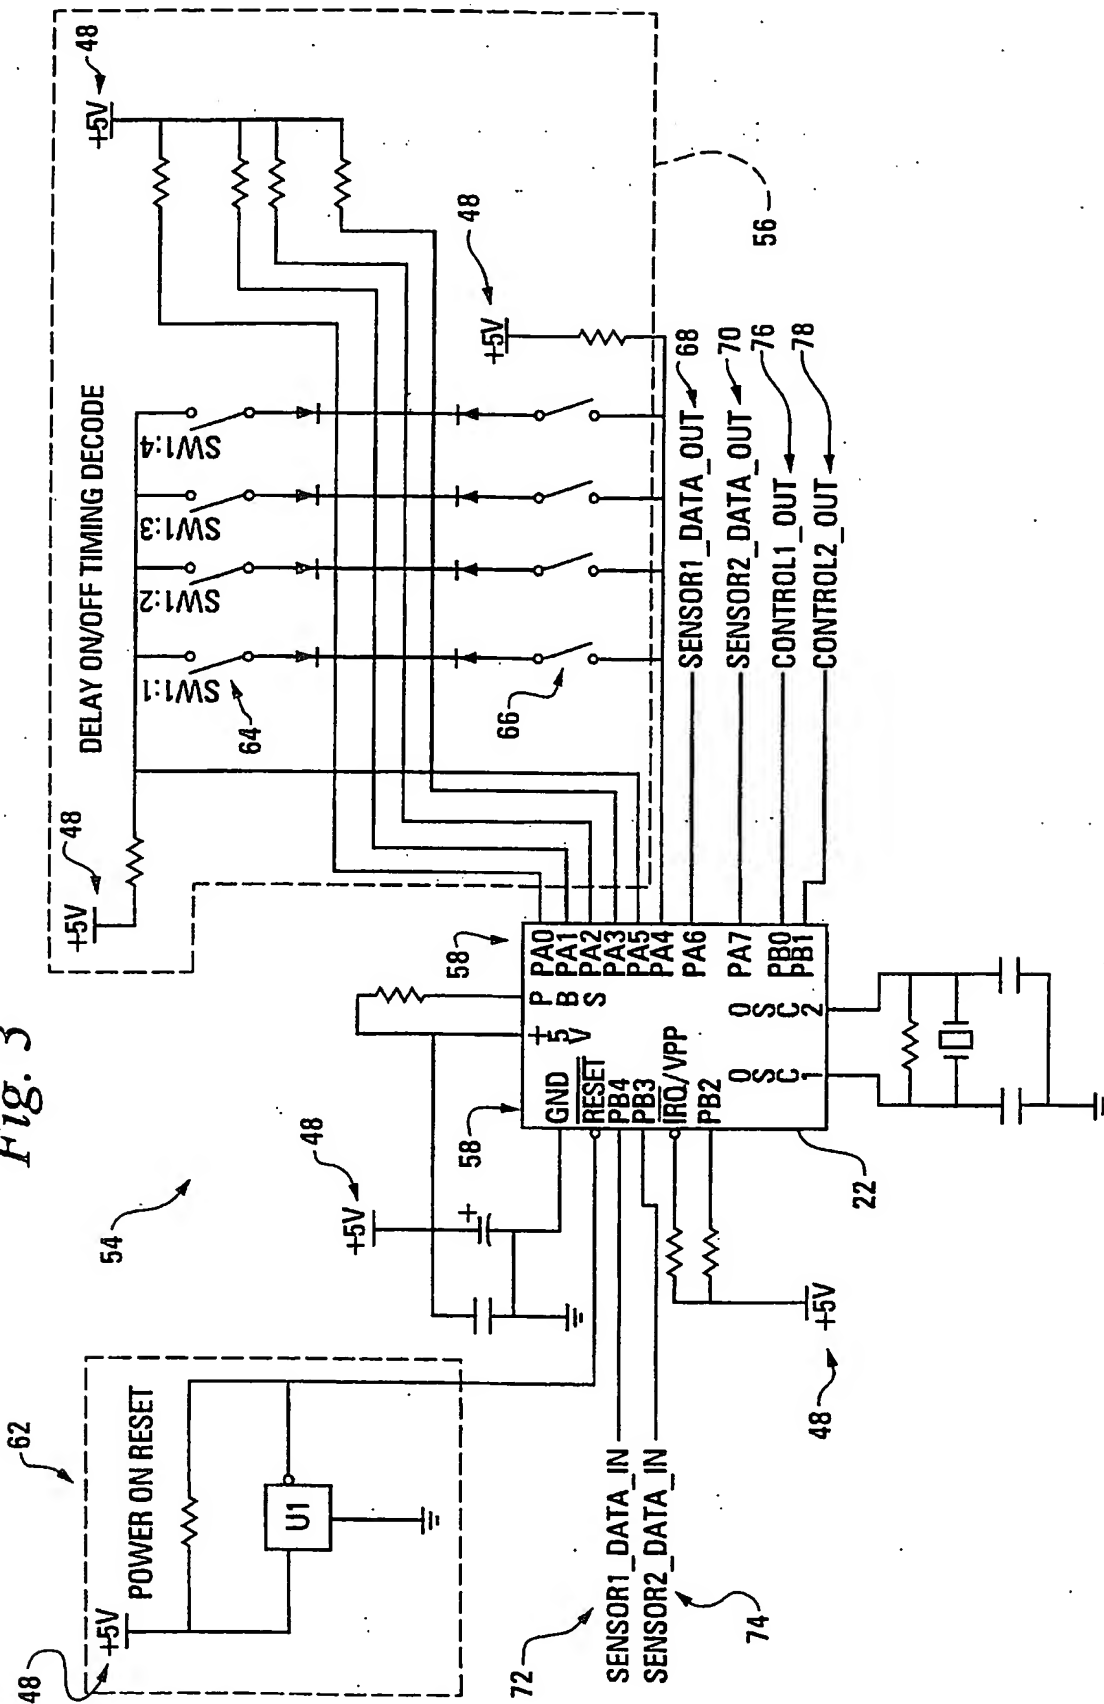 Fig. 3
54
62
48
+5V
POWER ON RESET
U1
72
SENSOR1_DATA_IN
SENSOR2_DATA_IN
74
48
+5V
48
+5V
+
58
58
GND
RESET
PB4
PB3
IRQ/VPP
PB2
+5V
PBS
PA0
PA1
PA2
PA3
PA5
PA4
PA6
PA7
PB0
PB1
OSC1
OSC2
22
48
+5V
DELAY ON/OFF TIMING DECODE
SW1:1
SW1:2
SW1:3
SW1:4
64
66
48
+5V
48
+5V
56
SENSOR1_DATA_OUT
68
SENSOR2_DATA_OUT
70
CONTROL1_OUT
76
CONTROL2_OUT
78